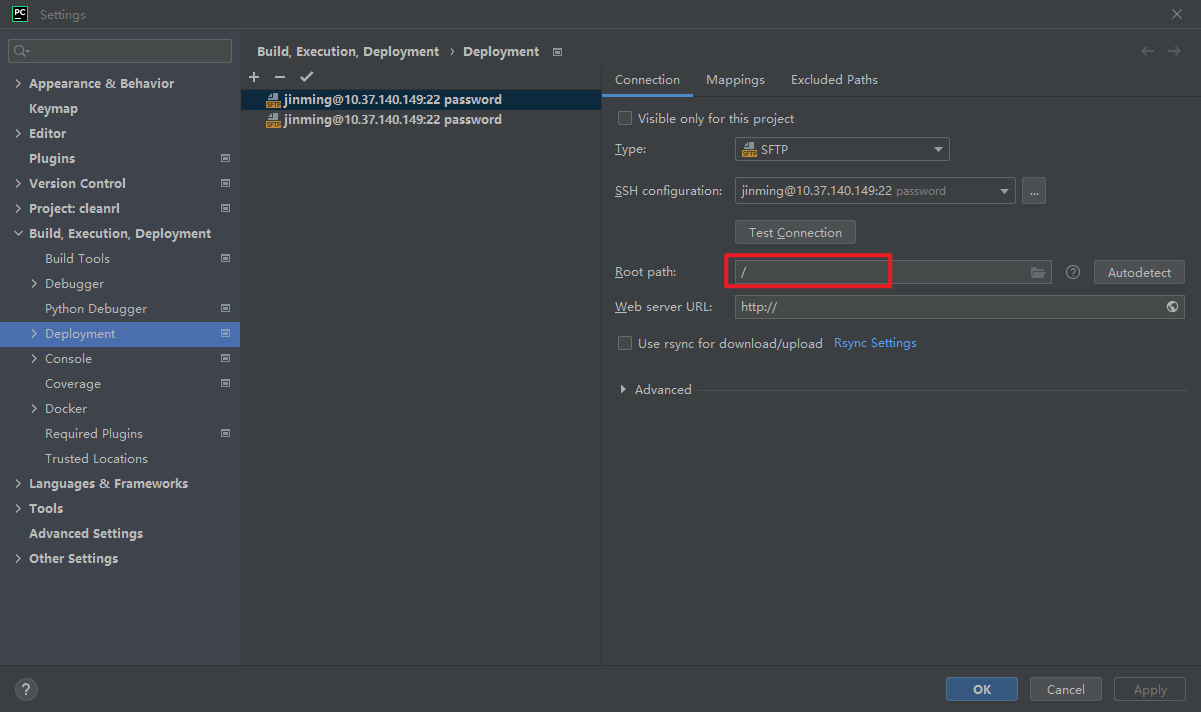 PC Settings
Build, Execution, Deployment › Deployment
Appearance & Behavior
Keymap
Editor
Plugins
Version Control
Project: cleanrl
Build, Execution, Deployment
Build Tools
Debugger
Python Debugger
Deployment
Console
Coverage
Docker
Required Plugins
Trusted Locations
Languages & Frameworks
Tools
Advanced Settings
Other Settings
SFTP jinming@10.37.140.149:22 password
SFTP jinming@10.37.140.149:22 password
Connection Mappings Excluded Paths
Visible only for this project
Type: SFTP SFTP
SSH configuration: jinming@10.37.140.149:22 password ...
Test Connection
Root path: / ? Autodetect
Web server URL: http://
Use rsync for download/upload Rsync Settings
Advanced
? OK Cancel Apply